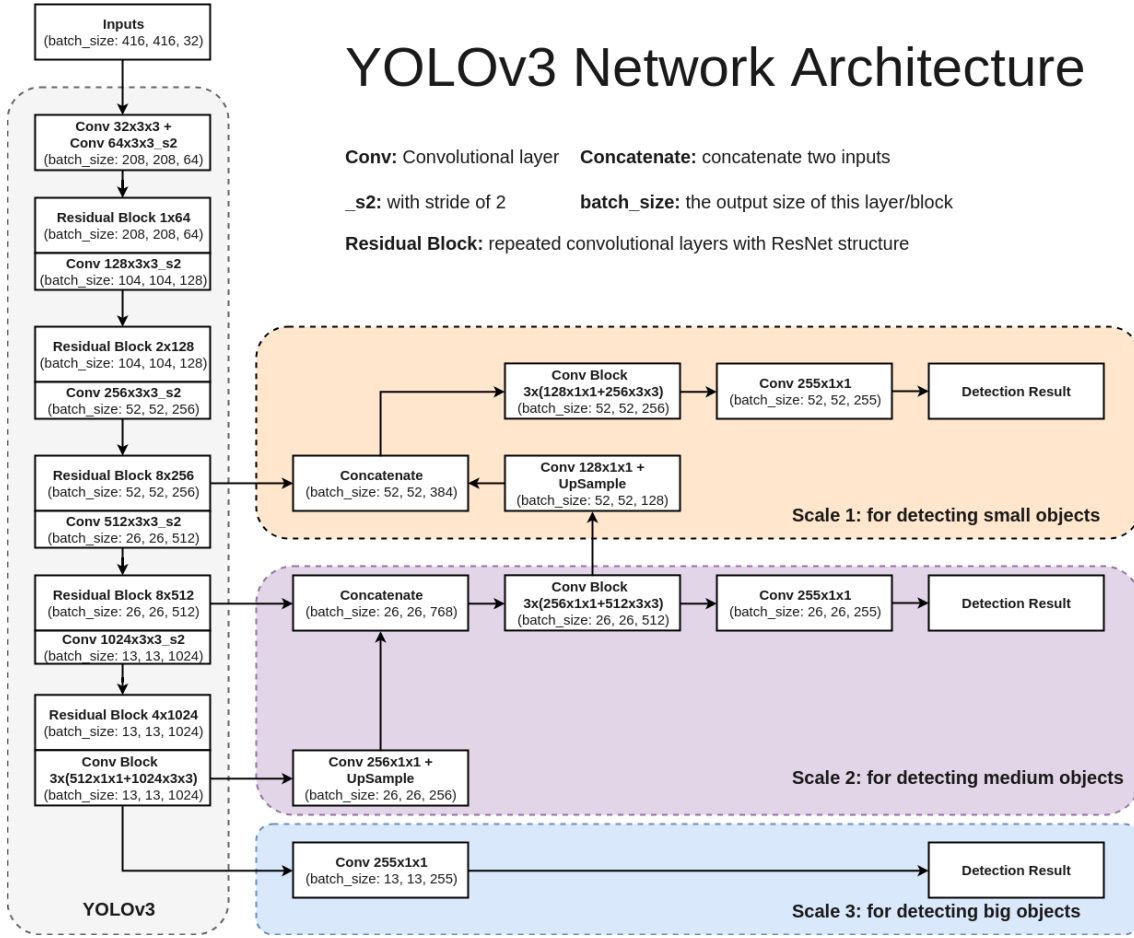 Inputs
(batch_size: 416, 416, 32)
YOLOv3 Network Architecture
Conv: Convolutional layer
Concatenate: concatenate two inputs
_s2: with stride of 2
batch_size: the output size of this layer/block
Residual Block: repeated convolutional layers with ResNet structure
Conv 32x3x3 +
Conv 64x3x3_s2
(batch_size: 208, 208, 64)
Residual Block 1x64
(batch_size: 208, 208, 64)
Conv 128x3x3_s2
(batch_size: 104, 104, 128)
Residual Block 2x128
(batch_size: 104, 104, 128)
Conv 256x3x3_s2
(batch_size: 52, 52, 256)
Residual Block 8x256
(batch_size: 52, 52, 256)
Conv 512x3x3_s2
(batch_size: 26, 26, 512)
Residual Block 8x512
(batch_size: 26, 26, 512)
Conv 1024x3x3_s2
(batch_size: 13, 13, 1024)
Residual Block 4x1024
(batch_size: 13, 13, 1024)
Conv Block
3x(512x1x1+1024x3x3)
(batch_size: 13, 13, 1024)
YOLOv3
Conv Block
3x(128x1x1+256x3x3)
(batch_size: 52, 52, 256)
Conv 255x1x1
(batch_size: 52, 52, 255)
Detection Result
Concatenate
(batch_size: 52, 52, 384)
Conv 128x1x1 +
UpSample
(batch_size: 52, 52, 128)
Scale 1: for detecting small objects
Concatenate
(batch_size: 26, 26, 768)
Conv Block
3x(256x1x1+512x3x3)
(batch_size: 26, 26, 512)
Conv 255x1x1
(batch_size: 26, 26, 255)
Detection Result
Conv 256x1x1 +
UpSample
(batch_size: 26, 26, 256)
Scale 2: for detecting medium objects
Conv 255x1x1
(batch_size: 13, 13, 255)
Detection Result
Scale 3: for detecting big objects